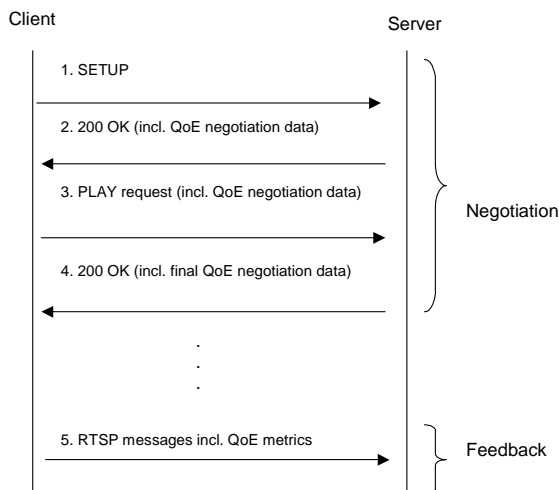 Client
Server
1. SETUP
2. 200 OK (incl. QoE negotiation data)
3. PLAY request (incl. QoE negotiation data)
Negotiation
4. 200 OK (incl. final QoE negotiation data)
.
.
.
5. RTSP messages incl. QoE metrics
Feedback